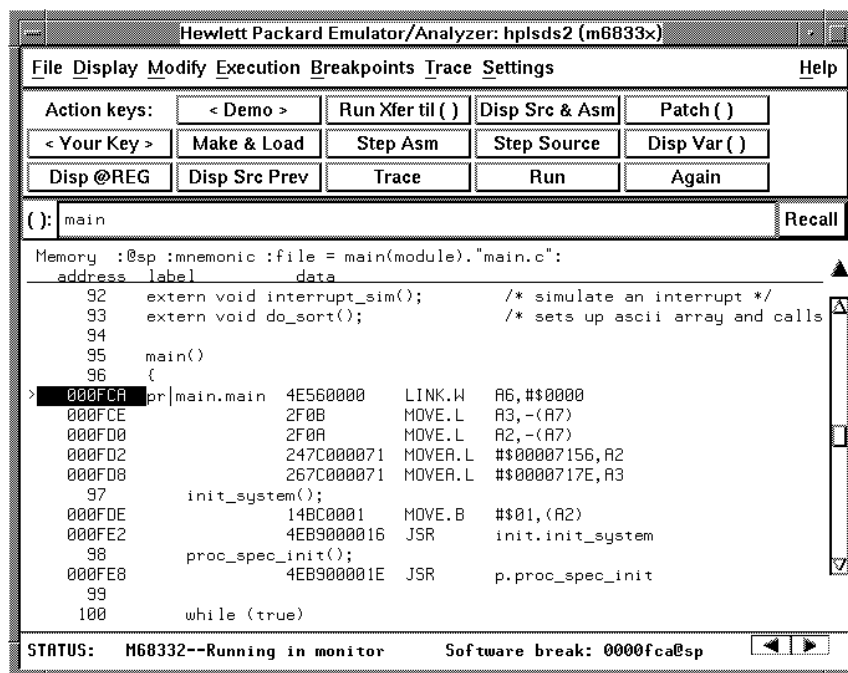 Hewlett Packard Emulator/Analyzer: hplsds2 (m6833x)
File Display Modify Execution Breakpoints Trace Settings Help
Action keys: < Demo > Run Xfer til ( ) Disp Src & Asm Patch ( )
< Your Key > Make & Load Step Asm Step Source Disp Var ( )
Disp @REG Disp Src Prev Trace Run Again
( ): main Recall
Memory :@sp :mnemonic :file = main(module)."main.c":
address label data
92 extern void interrupt_sim(); /* simulate an interrupt */
93 extern void do_sort(); /* sets up ascii array and calls
94
95 main()
96 {
> 000FCA pr|main.main 4E560000 LINK.W A6,#$0000
000FCE 2F0B MOVE.L A3,-(A7)
000FD0 2F0A MOVE.L A2,-(A7)
000FD2 247C000071 MOVEA.L #$00007156,A2
000FD8 267C000071 MOVEA.L #$0000717E,A3
97 init_system();
000FDE 14BC0001 MOVE.B #$01,(A2)
000FE2 4EB9000016 JSR init.init_system
98 proc_spec_init();
000FE8 4EB900001E JSR p.proc_spec_init
99
100 while (true)
STATUS: M68332--Running in monitor Software break: 0000fca@sp